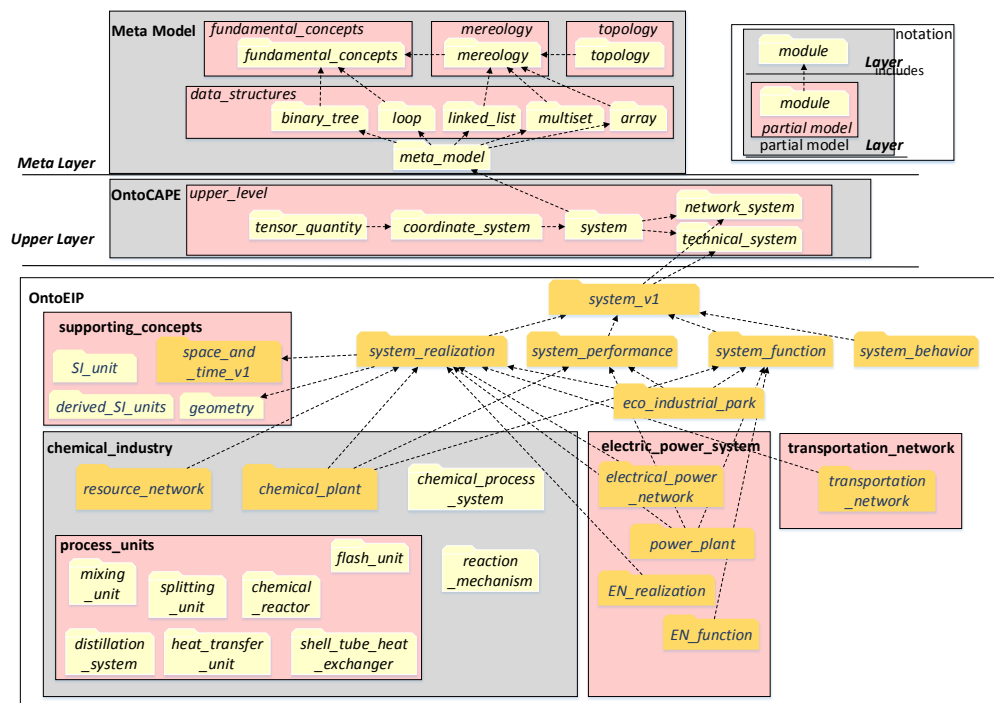 Meta Model
fundamental_concepts
mereology
topology
fundamental_concepts
mereology
topology
data_structures
binary_tree
loop
linked_list
multiset
array
meta_model
Meta Layer
notation
module
Layer
includes
module
partial model
Layer
partial model
OntoCAPE
upper_level
tensor_quantity
coordinate_system
system
network_system
technical_system
Upper Layer
OntoEIP
system_v1
supporting_concepts
SI_unit
space_and
_time_v1
derived_SI_units
geometry
system_realization
system_performance
system_function
system_behavior
eco_industrial_park
chemical_industry
resource_network
chemical_plant
chemical_process
_system
process_units
mixing
_unit
splitting
_unit
chemical
_reactor
flash_unit
reaction
_mechanism
distillation
_system
heat_transfer
_unit
shell_tube_heat
_exchanger
electric_power_system
electrical_power
_network
power_plant
EN_realization
EN_function
transportation_network
transportation
_network